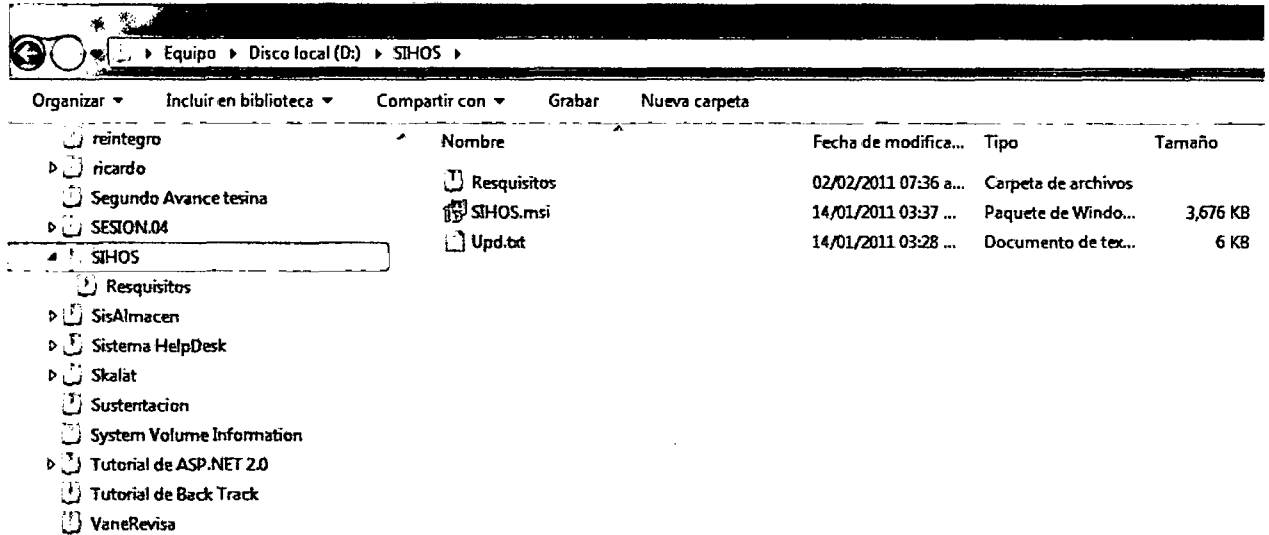 Equipo ▸ Disco local (D:) ▸ SIHOS ▸
Organizar Incluir en biblioteca Compartir con Grabar Nueva carpeta
reintegro
ricardo
Segundo Avance tesina
SESION.04
SIHOS
Resquisitos
SisAlmacen
Sistema HelpDesk
Skalat
Sustentacion
System Volume Information
Tutorial de ASP.NET 2.0
Tutorial de Back Track
VaneRevisa
Nombre Fecha de modifica... Tipo Tamaño
Resquisitos 02/02/2011 07:36 a... Carpeta de archivos
SIHOS.msi 14/01/2011 03:37 ... Paquete de Windo... 3,676 KB
Upd.txt 14/01/2011 03:28 ... Documento de tex... 6 KB